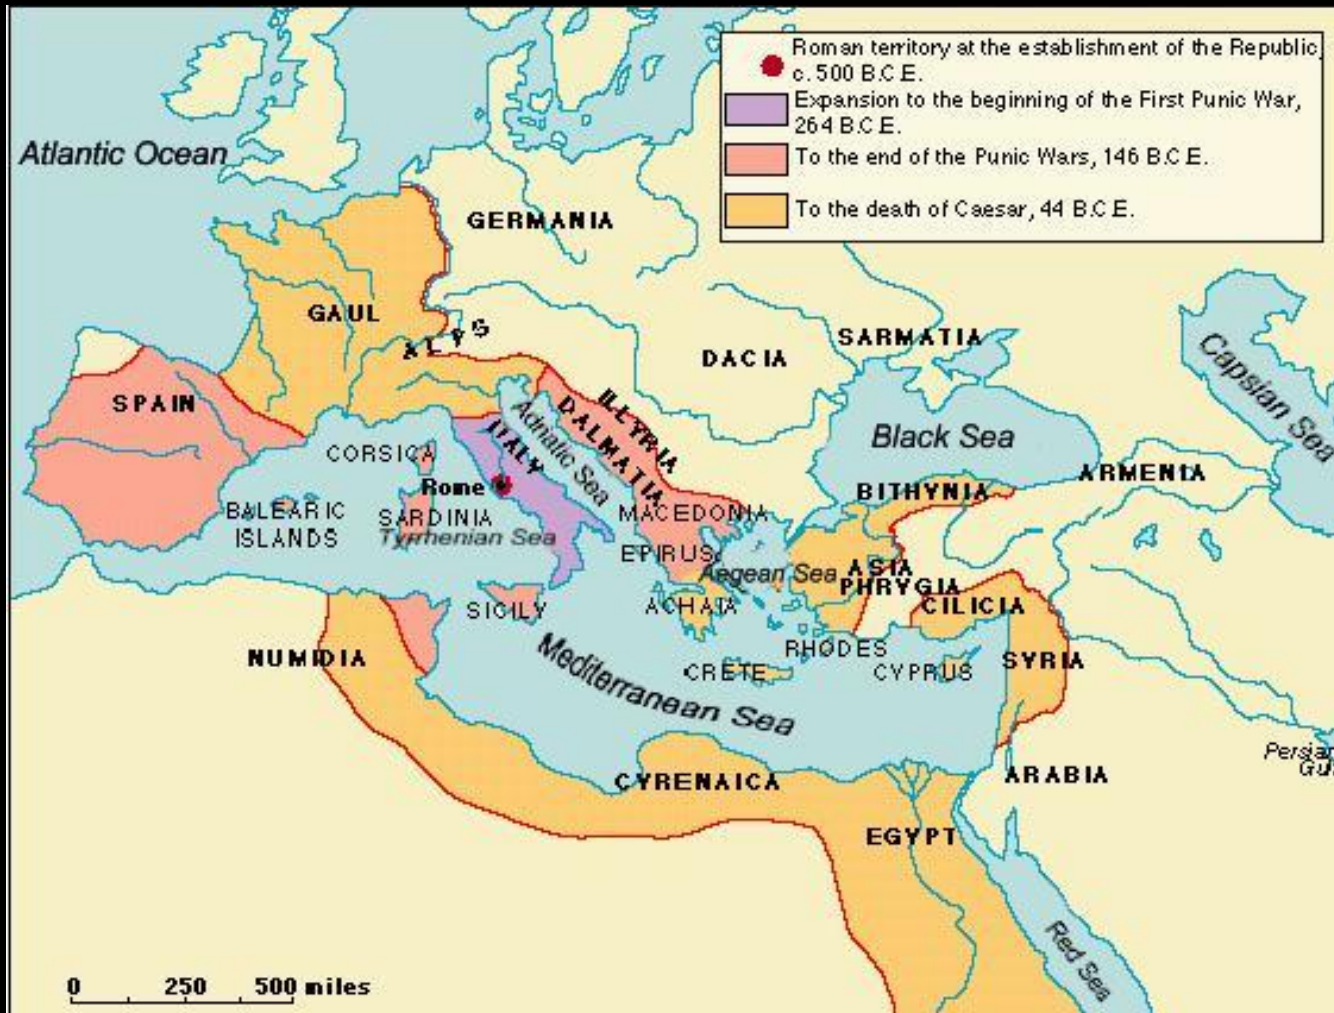 Roman territory at the establishment of the Republic,
c. 500 B.C.E.
Expansion to the beginning of the First Punic War,
264 B.C.E.
To the end of the Punic Wars, 146 B.C.E.
To the death of Caesar, 44 B.C.E.
Atlantic Ocean
GERMANIA
GAUL
ALPS
SARMATIA
DACIA
Capsian Sea
SPAIN
ILLYRIA
DALMATIA
Adriatic Sea
ITALY
Black Sea
CORSICA
ARMENIA
Rome
BITHYNIA
BALEARIC
ISLANDS
SARDINIA
Tyrrhenian Sea
MACEDONIA
EPIRUS
Aegean Sea
ASIA
PHRYGIA
CILICIA
SICILY
ACHAIA
NUMIDIA
Mediterranean Sea
RHODES
CRETE
CYPRUS
SYRIA
Persian
Gu
ARABIA
CYRENAICA
EGYPT
Red Sea
0 250 500 miles